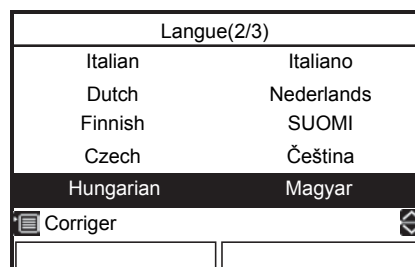 Langue(2/3)
Italian Italiano
Dutch Nederlands
Finnish SUOMI
Czech Čeština
Hungarian Magyar
Corriger